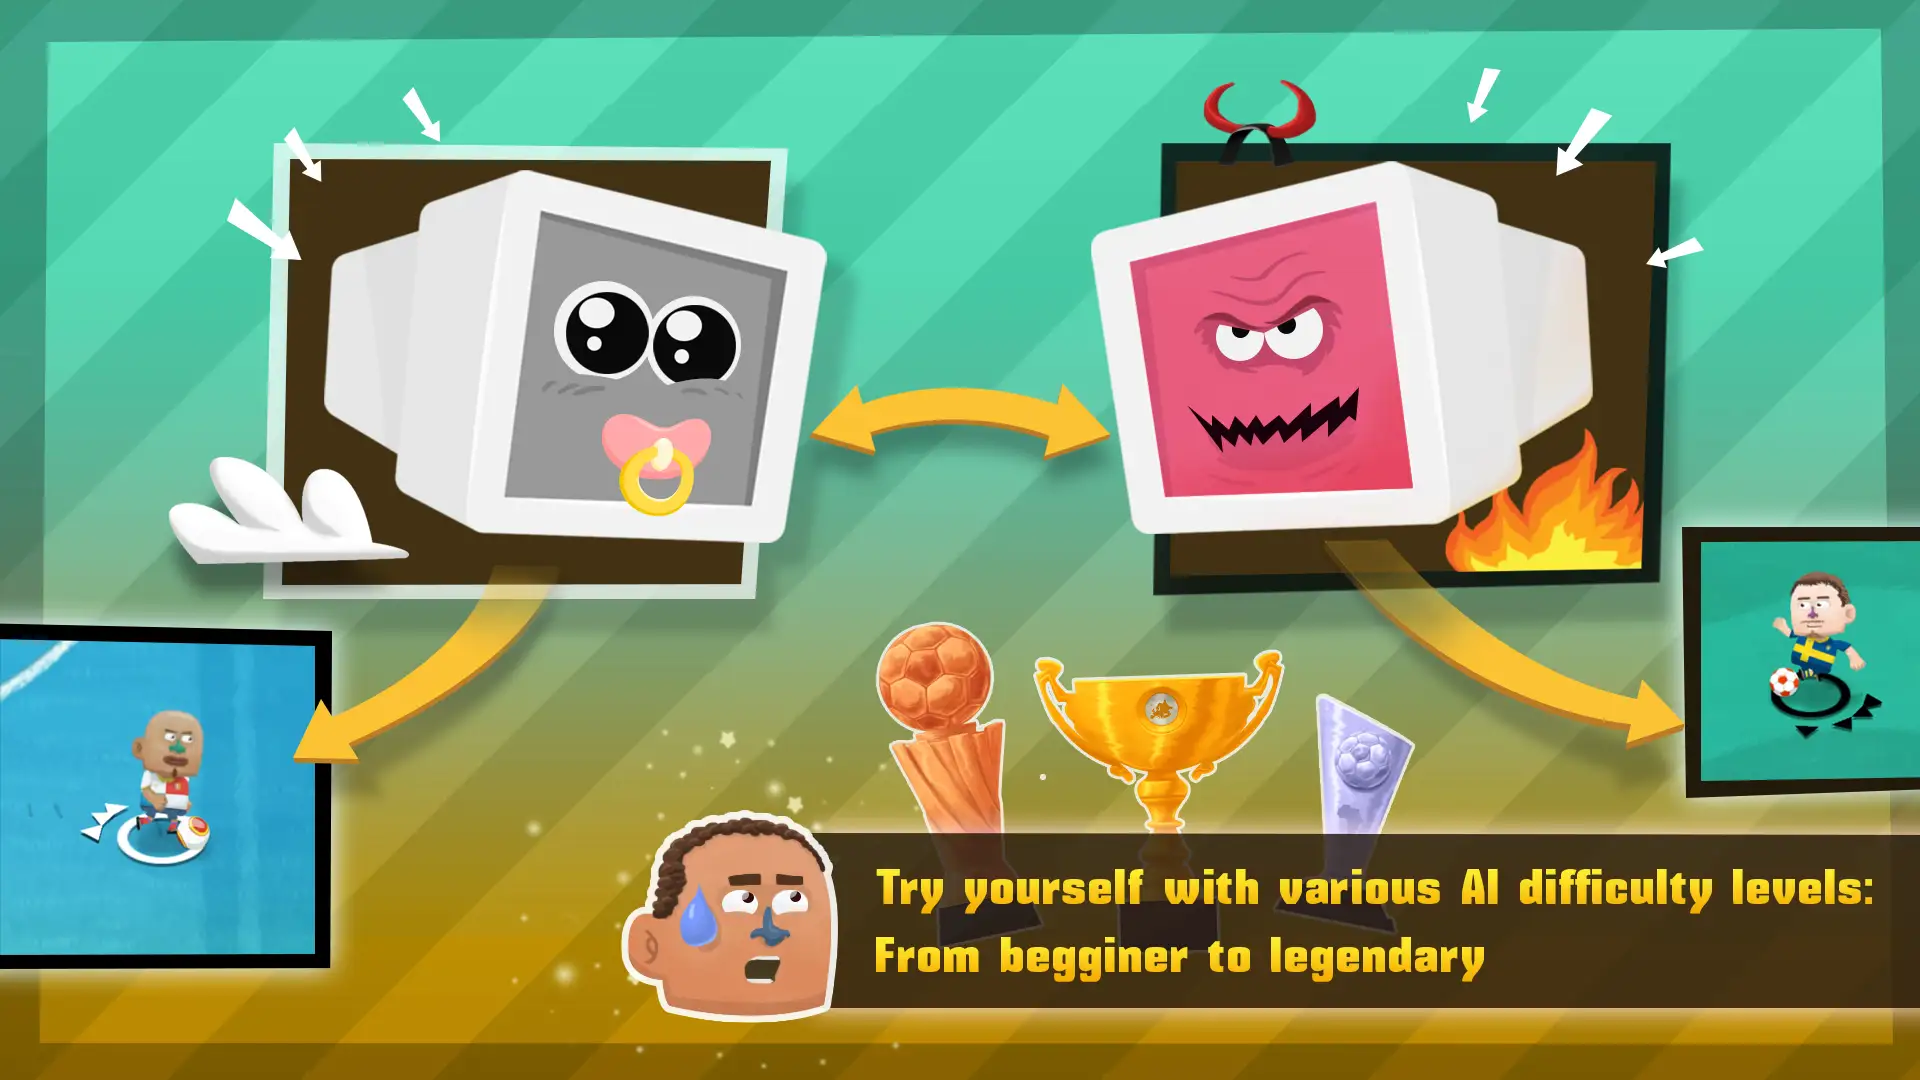 Try yourself with various AI difficulty levels:
From begginer to legendary